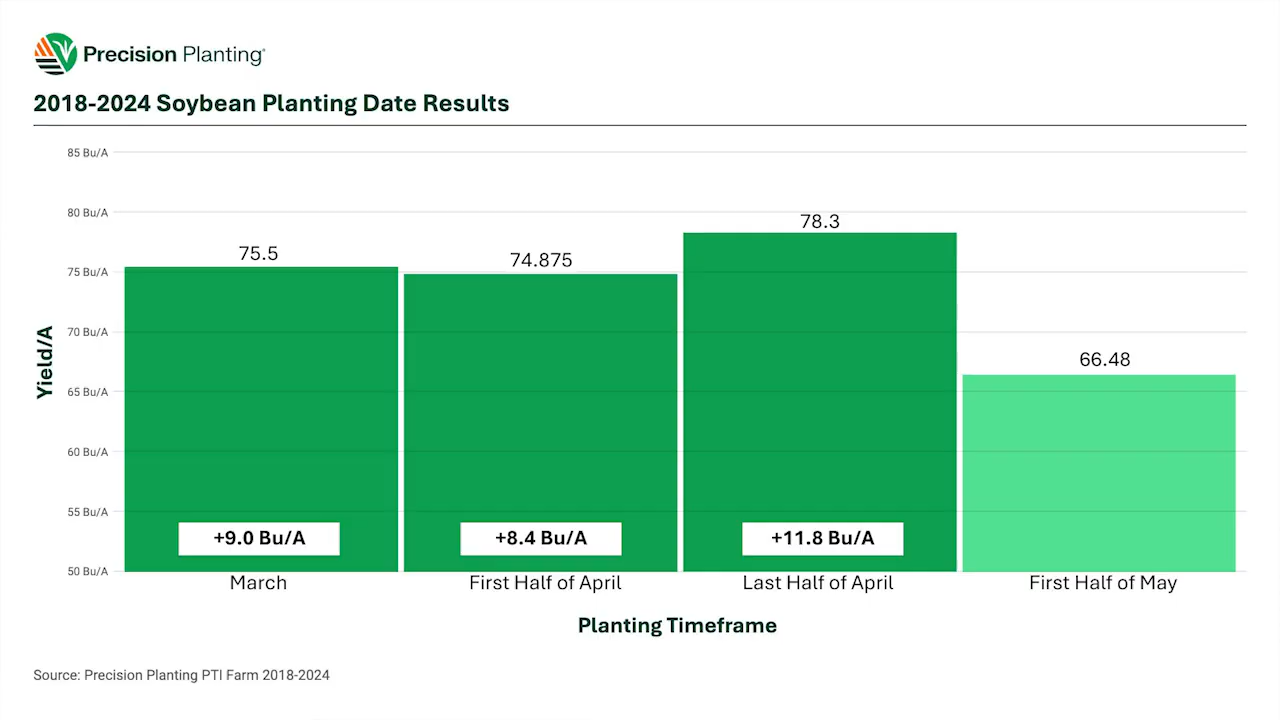 Precision Planting
2018-2024 Soybean Planting Date Results
85 Bu/A
80 Bu/A
75 Bu/A
70 Bu/A
65 Bu/A
60 Bu/A
55 Bu/A
50 Bu/A
Yield/A
75.5
74.875
78.3
66.48
+9.0 Bu/A
+8.4 Bu/A
+11.8 Bu/A
March
First Half of April
Last Half of April
First Half of May
Planting Timeframe
Source: Precision Planting PTI Farm 2018-2024